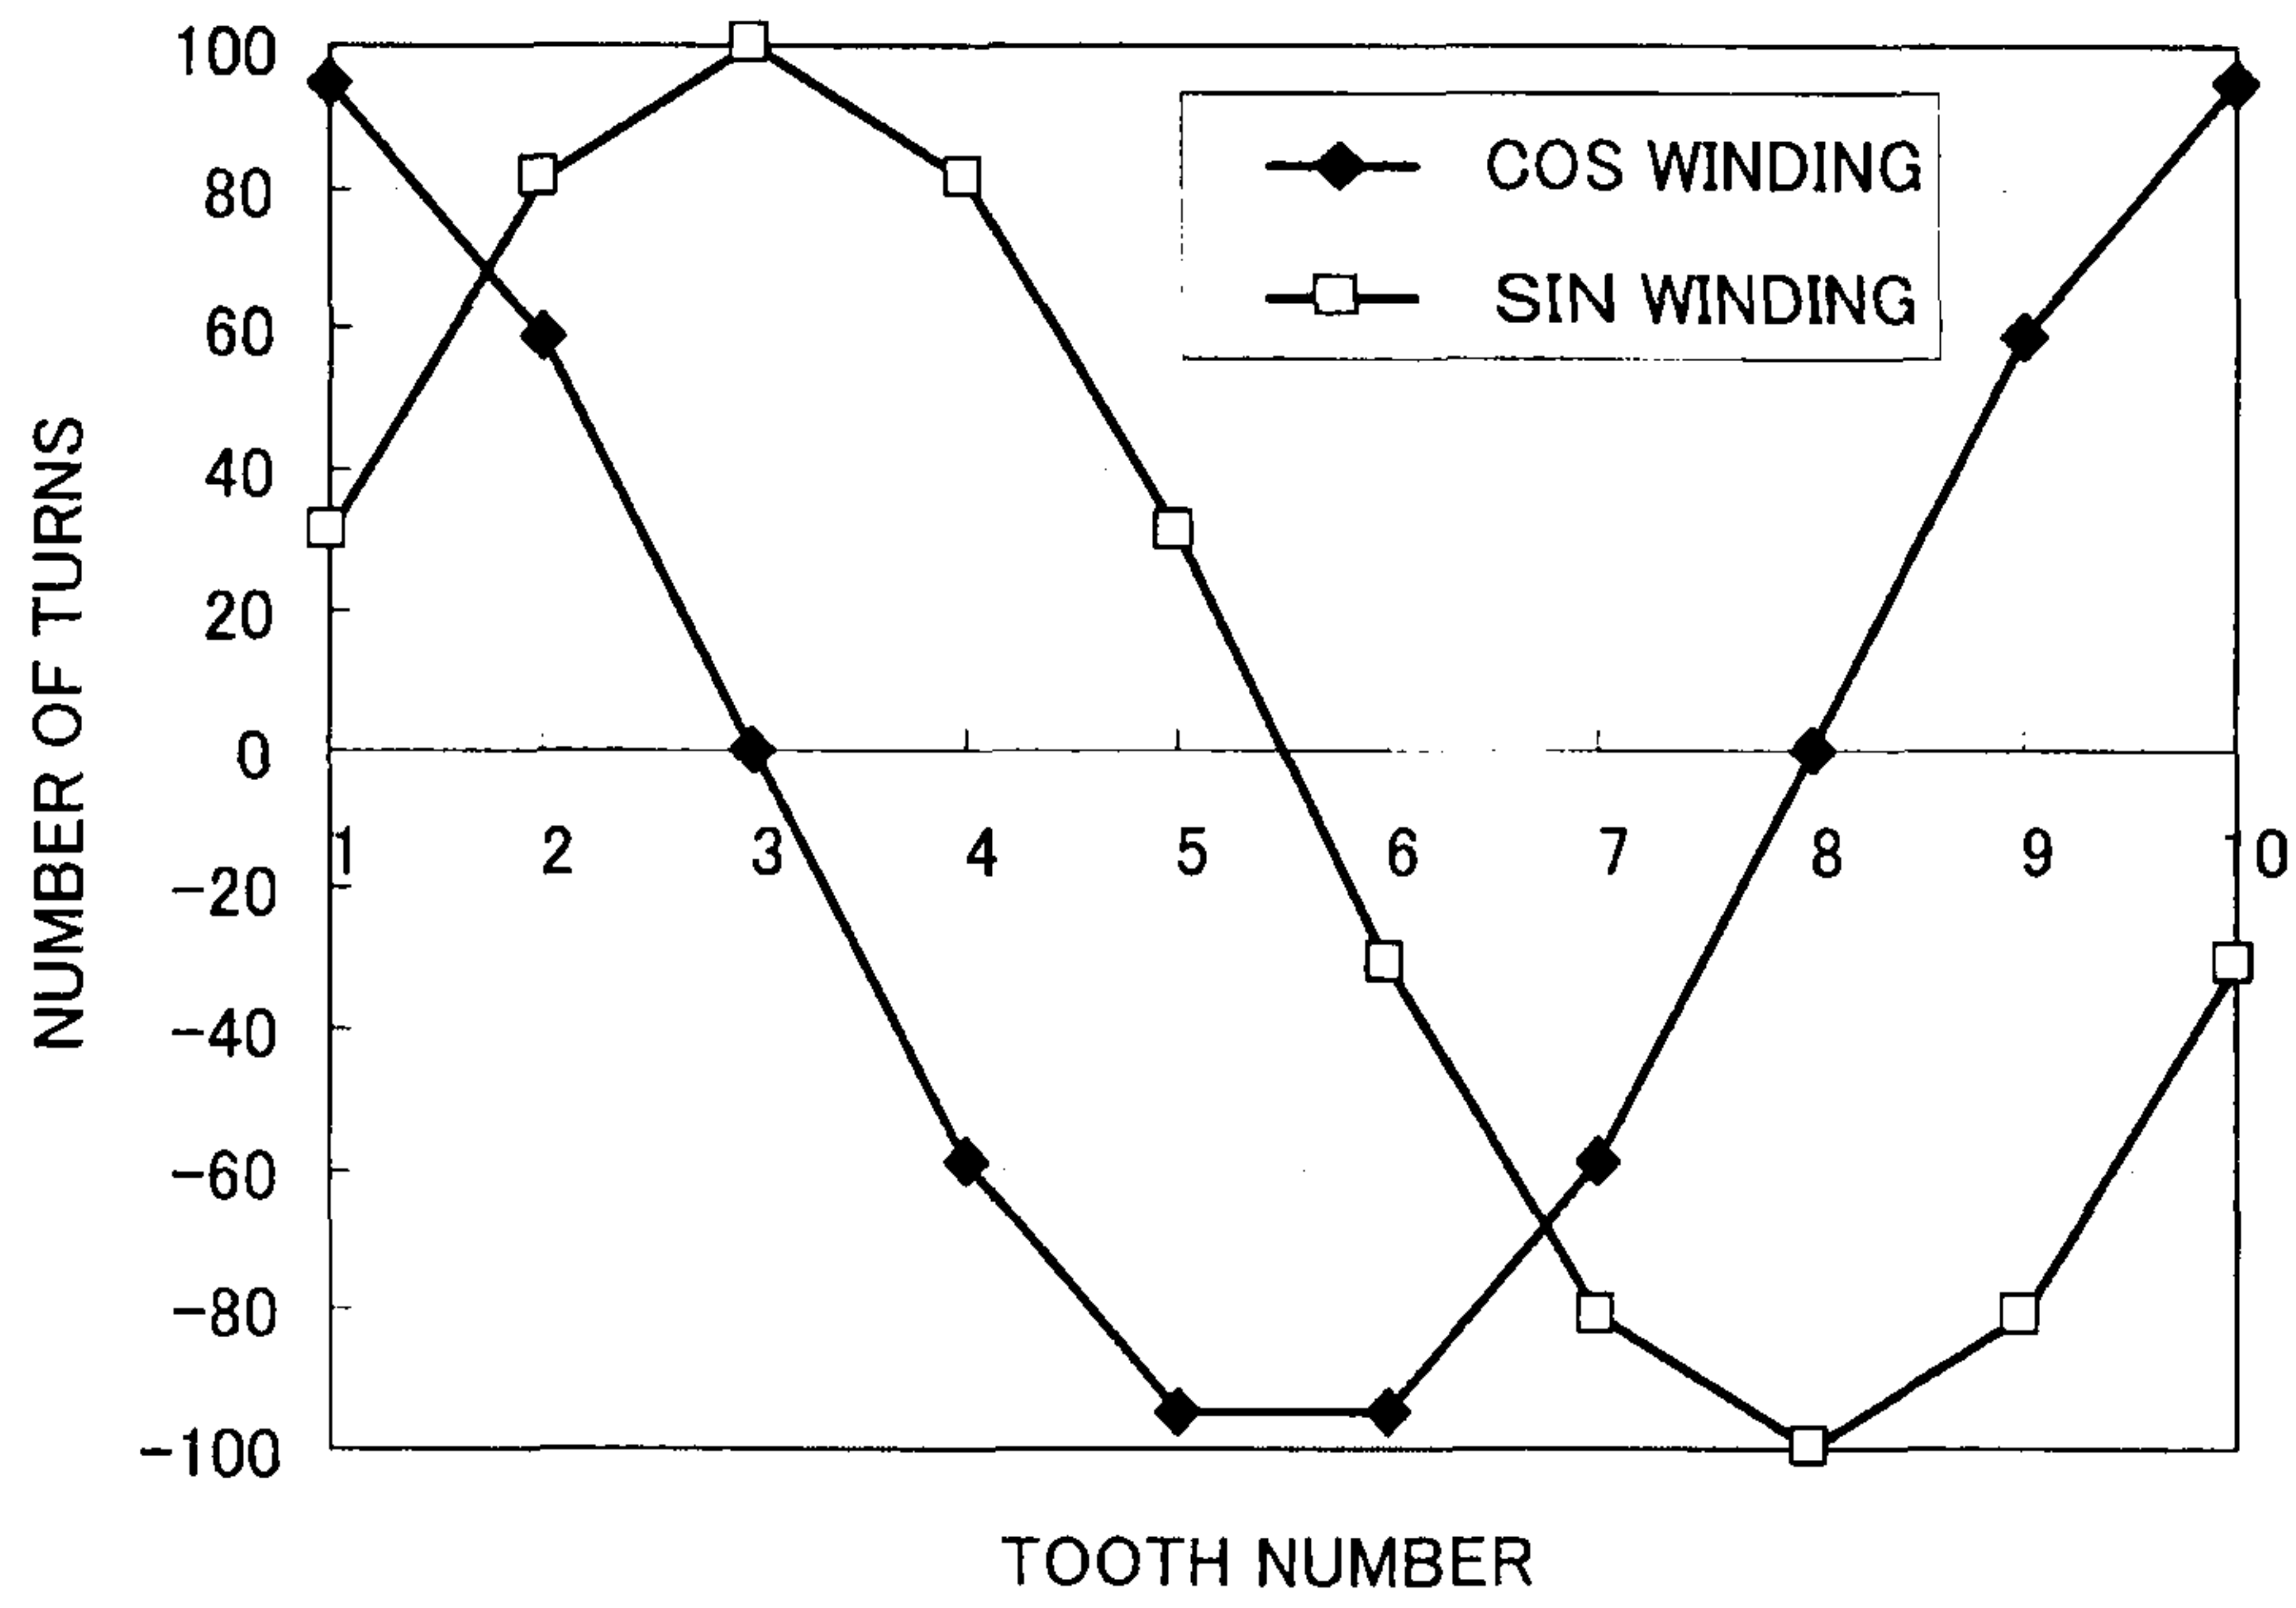 100
80
60
40
20
0
-20
-40
-60
-80
-100
NUMBER OF TURNS
COS WINDING
SIN WINDING
1 2 3 4 5 6 7 8 9 10
TOOTH NUMBER